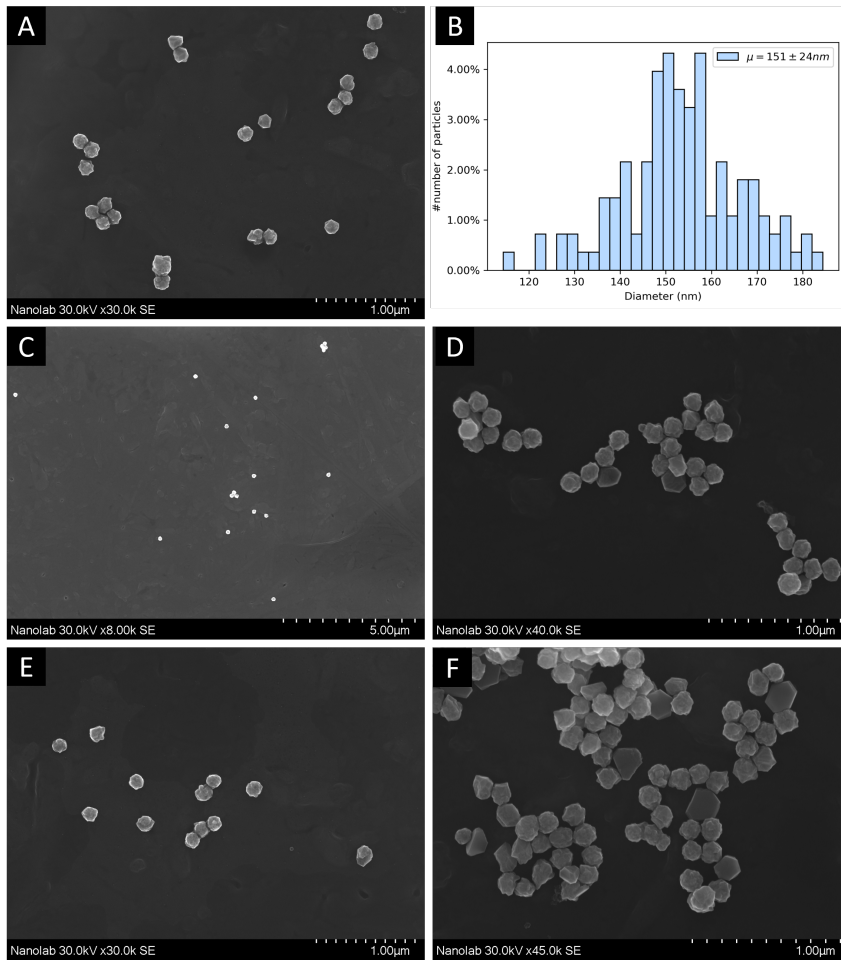 A
Nanolab 30.0kV x30.0k SE 1.00µm
B
μ = 151 ± 24nm
4.00%
3.00%
2.00%
1.00%
0.00%
#number of particles
120 130 140 150 160 170 180
Diameter (nm)
C
Nanolab 30.0kV x8.00k SE 5.00µm
D
Nanolab 30.0kV x40.0k SE 1.00µm
E
Nanolab 30.0kV x30.0k SE 1.00µm
F
Nanolab 30.0kV x45.0k SE 1.00µm